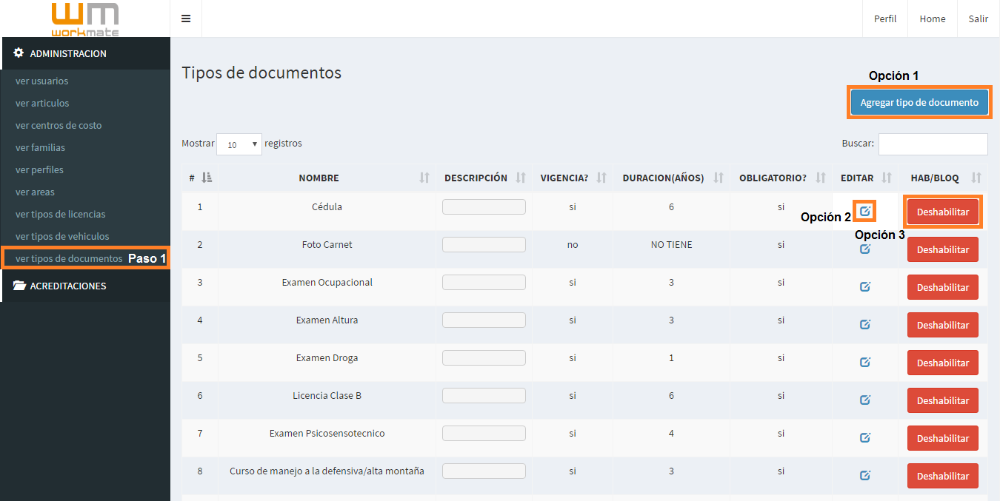 wm
workmate
Perfil Home Salir
ADMINISTRACION
ver usuarios
ver articulos
ver centros de costo
ver familias
ver perfiles
ver areas
ver tipos de licencias
ver tipos de vehiculos
ver tipos de documentos Paso 1
ACREDITACIONES
Tipos de documentos
Opción 1
Agregar tipo de documento
Mostrar 10 registros Buscar:
# NOMBRE DESCRIPCIÓN VIGENCIA? DURACION(AÑOS) OBLIGATORIO? EDITAR HAB/BLOQ
1 Cédula si 6 si Opción 2 Deshabilitar
Opción 3
2 Foto Carnet no NO TIENE si Deshabilitar
3 Examen Ocupacional si 3 si Deshabilitar
4 Examen Altura si 3 si Deshabilitar
5 Examen Droga si 1 si Deshabilitar
6 Licencia Clase B si 6 si Deshabilitar
7 Examen Psicosensotecnico si 4 si Deshabilitar
8 Curso de manejo a la defensiva/alta montaña si 3 si Deshabilitar